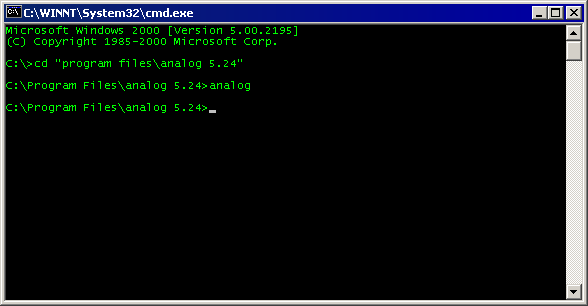 C:\WINNT\System32\cmd.exe
Microsoft Windows 2000 [Version 5.00.2195]
(C) Copyright 1985-2000 Microsoft Corp.
C:\>cd "program files\analog 5.24"
C:\Program Files\analog 5.24>analog
C:\Program Files\analog 5.24>_